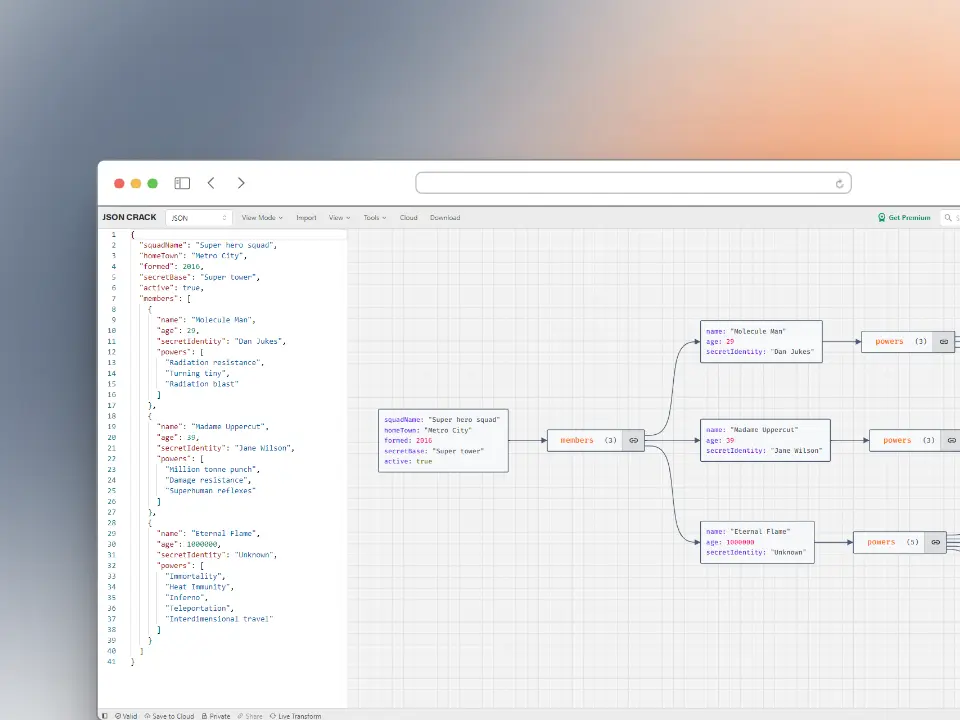 JSON CRACK JSON View Mode Import View Tools Cloud Download Get Premium
1 {
2 "squadName": "Super hero squad",
3 "homeTown": "Metro City",
4 "formed": 2016,
5 "secretBase": "Super tower",
6 "active": true,
7 "members": [
8 {
9 "name": "Molecule Man",
10 "age": 29,
11 "secretIdentity": "Dan Jukes",
12 "powers": [
13 "Radiation resistance",
14 "Turning tiny",
15 "Radiation blast"
16 ]
17 },
18 {
19 "name": "Madame Uppercut",
20 "age": 39,
21 "secretIdentity": "Jane Wilson",
22 "powers": [
23 "Million tonne punch",
24 "Damage resistance",
25 "Superhuman reflexes"
26 ]
27 },
28 {
29 "name": "Eternal Flame",
30 "age": 1000000,
31 "secretIdentity": "Unknown",
32 "powers": [
33 "Immortality",
34 "Heat Immunity",
35 "Inferno",
36 "Teleportation",
37 "Interdimensional travel"
38 ]
39 }
40 ]
41 }
squadName: "Super hero squad"
homeTown: "Metro City"
formed: 2016
secretBase: "Super tower"
active: true
members (3)
name: "Molecule Man"
age: 29
secretIdentity: "Dan Jukes"
powers (3)
name: "Madame Uppercut"
age: 39
secretIdentity: "Jane Wilson"
powers (3)
name: "Eternal Flame"
age: 1000000
secretIdentity: "Unknown"
powers (5)
Valid Save to Cloud Private Share Live Transform